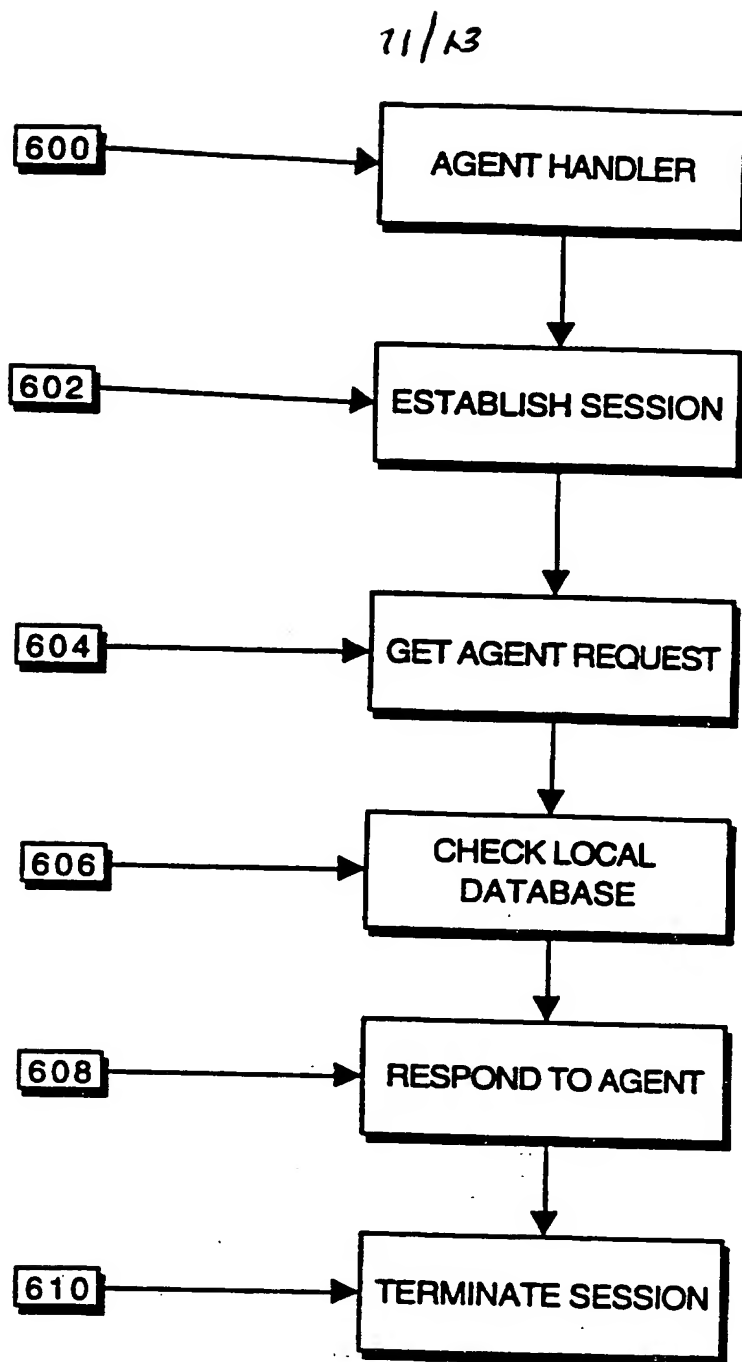 11/13
600
AGENT HANDLER
602
ESTABLISH SESSION
604
GET AGENT REQUEST
606
CHECK LOCAL
DATABASE
608
RESPOND TO AGENT
610
TERMINATE SESSION